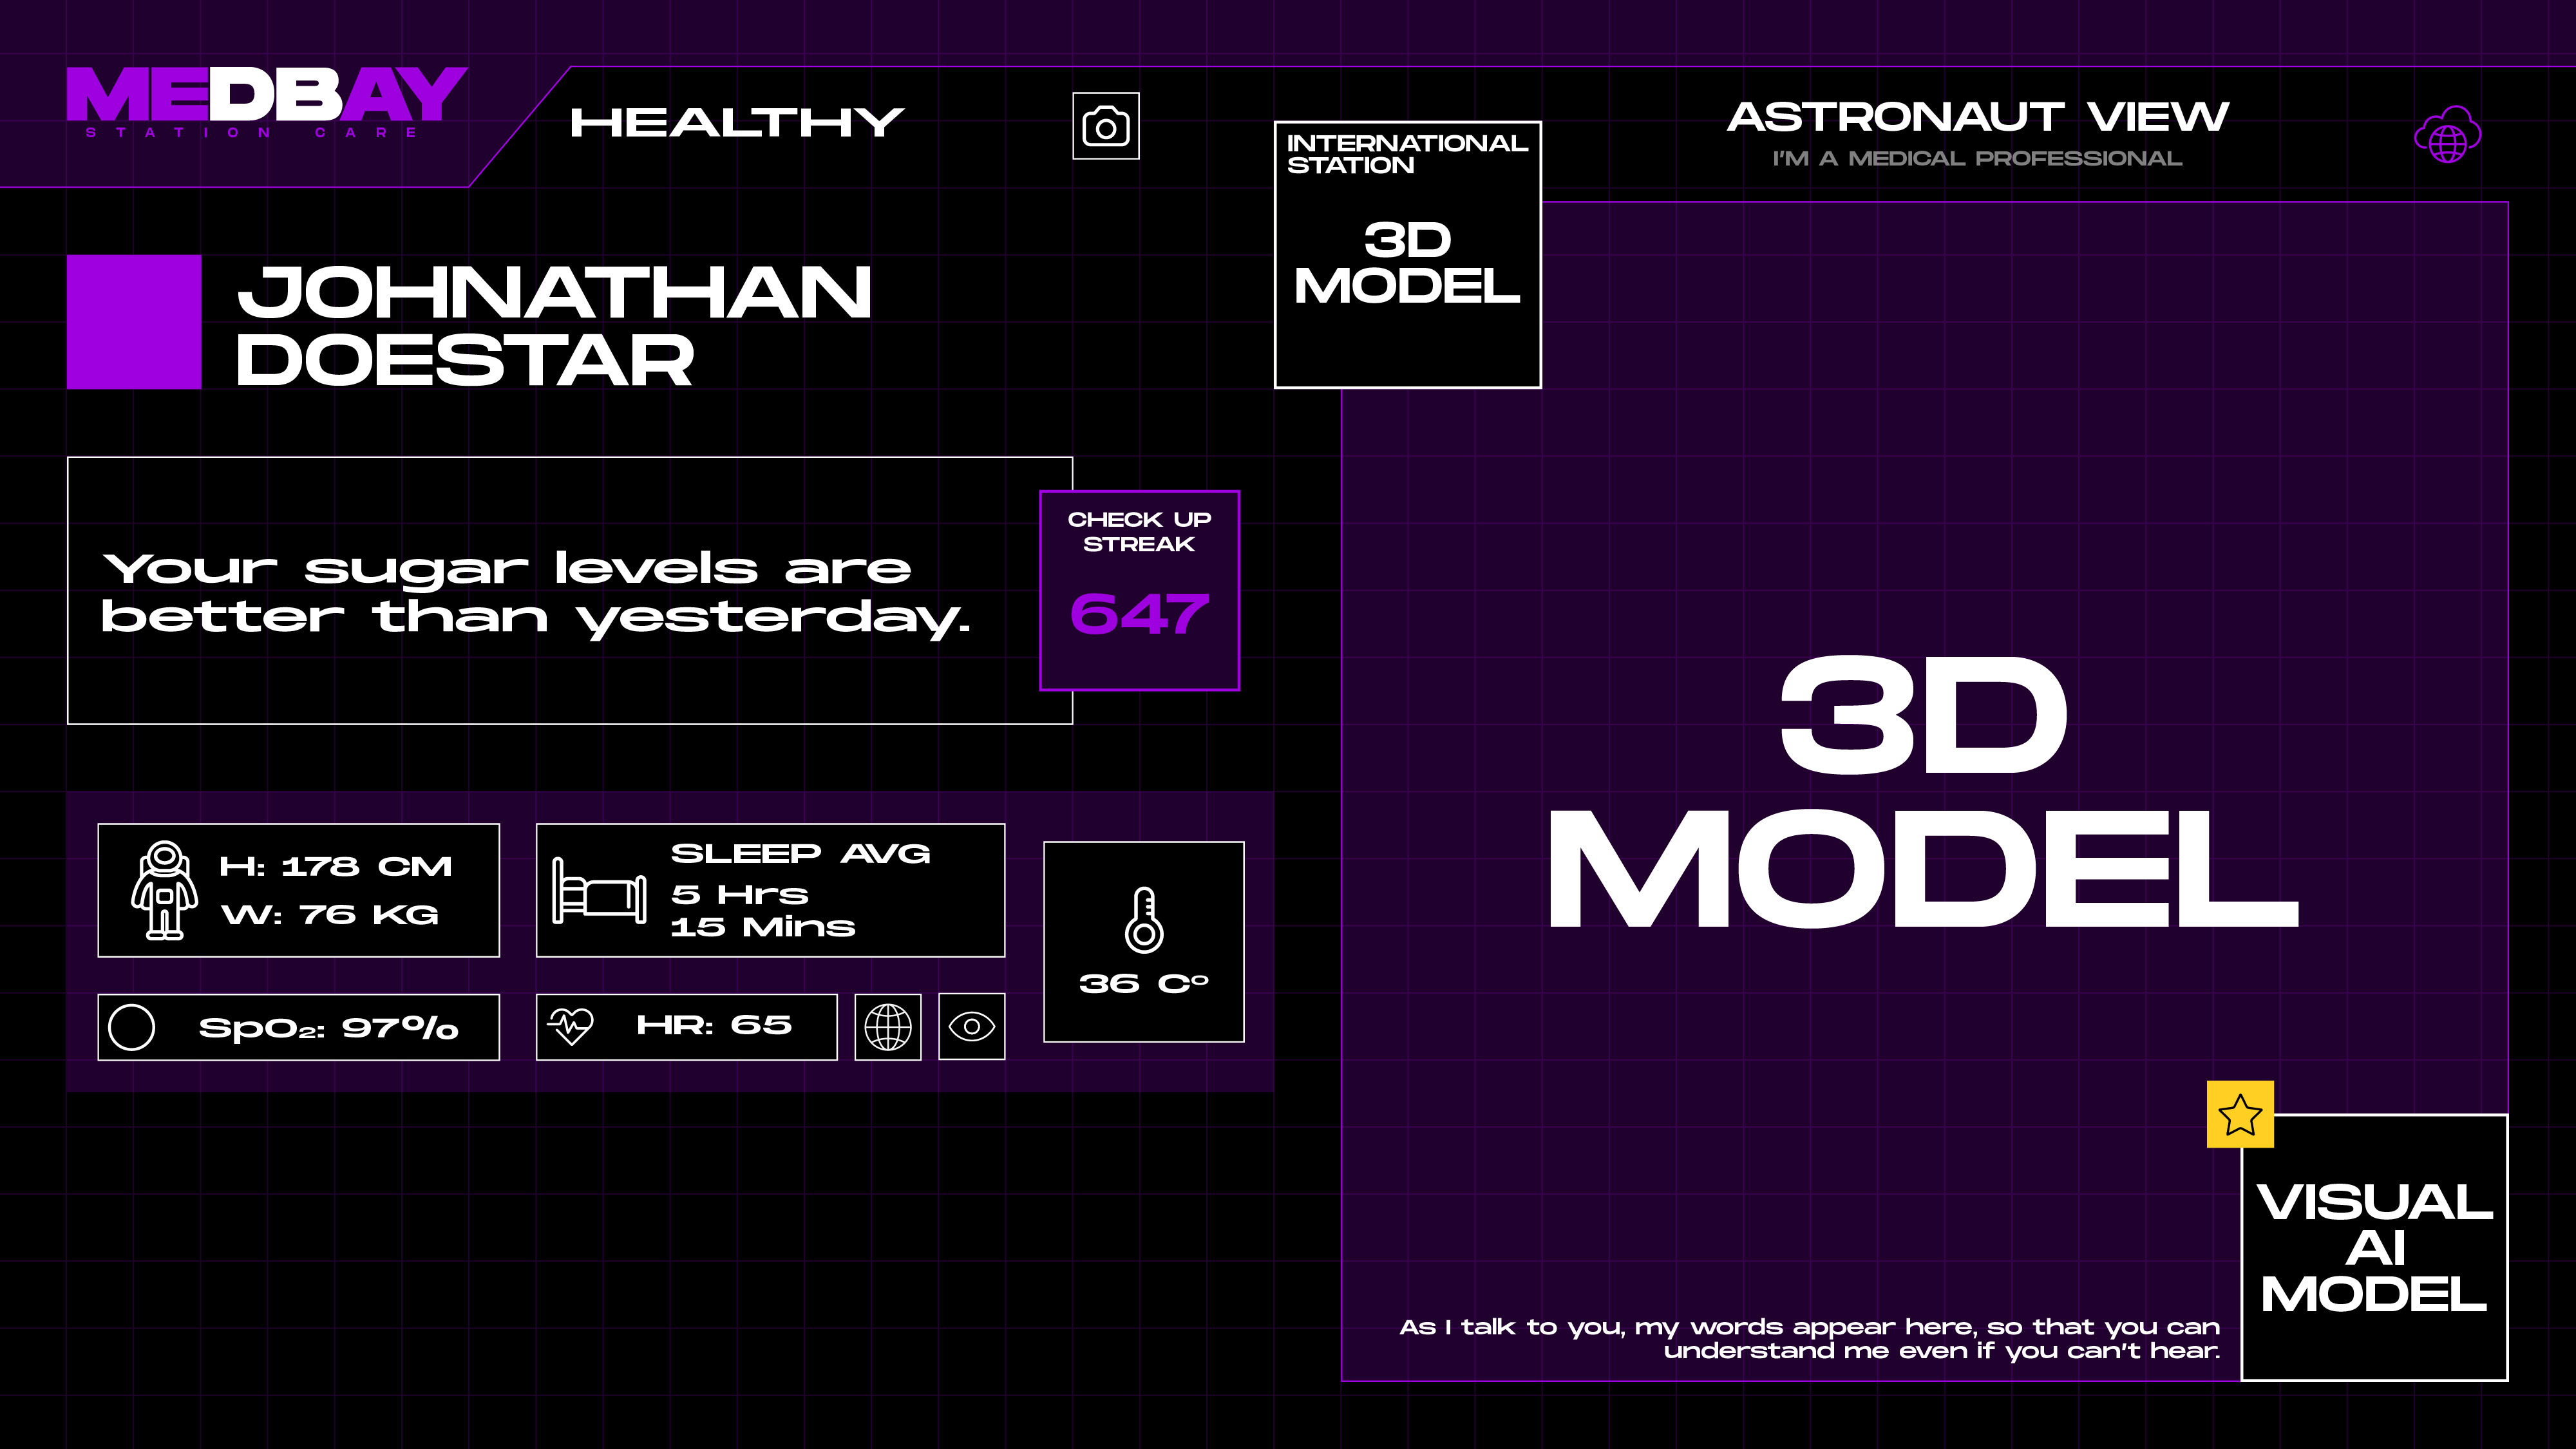 MEDBAY
STATION CARE
HEALTHY
ASTRONAUT VIEW
I'M A MEDICAL PROFESSIONAL
INTERNATIONAL
STATION
3D
MODEL
JOHNATHAN
DOESTAR
Your sugar levels are
better than yesterday.
CHECK UP
STREAK
647
H: 178 CM
W: 76 KG
SLEEP AVG
5 Hrs
15 Mins
36 Cº
SpO₂: 97%
HR: 65
3D
MODEL
VISUAL
AI
MODEL
As I talk to you, my words appear here, so that you can
understand me even if you can't hear.